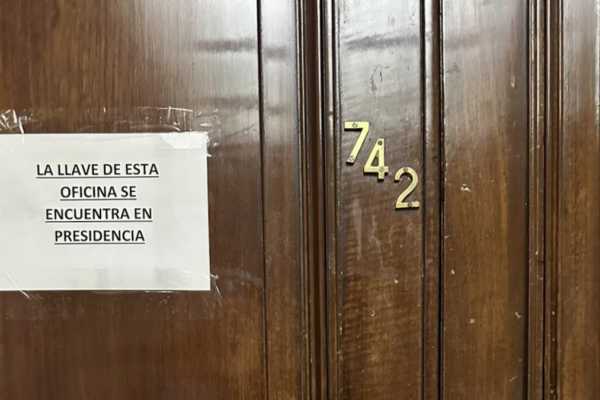 LA LLAVE DE ESTA
OFICINA SE
ENCUENTRA EN
PRESIDENCIA
742